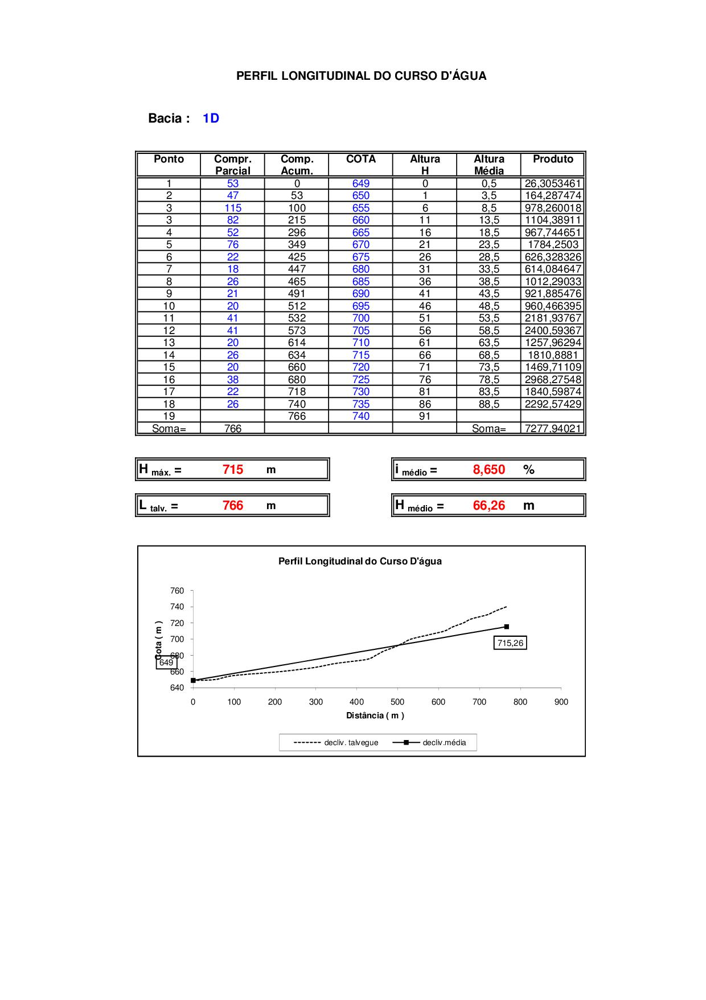 PERFIL LONGITUDINAL DO CURSO D'ÁGUA
Bacia : 1D
Ponto Compr. Parcial Comp. Acum. COTA Altura H Altura Média Produto
1 53 0 649 0 0,5 26,3053461
2 47 53 650 1 3,5 164,287474
3 115 100 655 6 8,5 978,260018
3 82 215 660 11 13,5 1104,38911
4 52 296 665 16 18,5 967,744651
5 76 349 670 21 23,5 1784,2503
6 22 425 675 26 28,5 626,328326
7 18 447 680 31 33,5 614,084647
8 26 465 685 36 38,5 1012,29033
9 21 491 690 41 43,5 921,885476
10 20 512 695 46 48,5 960,466395
11 41 532 700 51 53,5 2181,93767
12 41 573 705 56 58,5 2400,59367
13 20 614 710 61 63,5 1257,96294
14 26 634 715 66 68,5 1810,8881
15 20 660 720 71 73,5 1469,71109
16 38 680 725 76 78,5 2968,27548
17 22 718 730 81 83,5 1840,59874
18 26 740 735 86 88,5 2292,57429
19 766 740 91
Soma= 766 Soma= 7277,94021
H máx. = 715 m i médio = 8,650 %
L talv. = 766 m H médio = 66,26 m
Perfil Longitudinal do Curso D'água
760
740
720
700
680
660
640
Cota ( m )
649
715,26
0 100 200 300 400 500 600 700 800 900
Distância ( m )
decliv. talvegue decliv.média